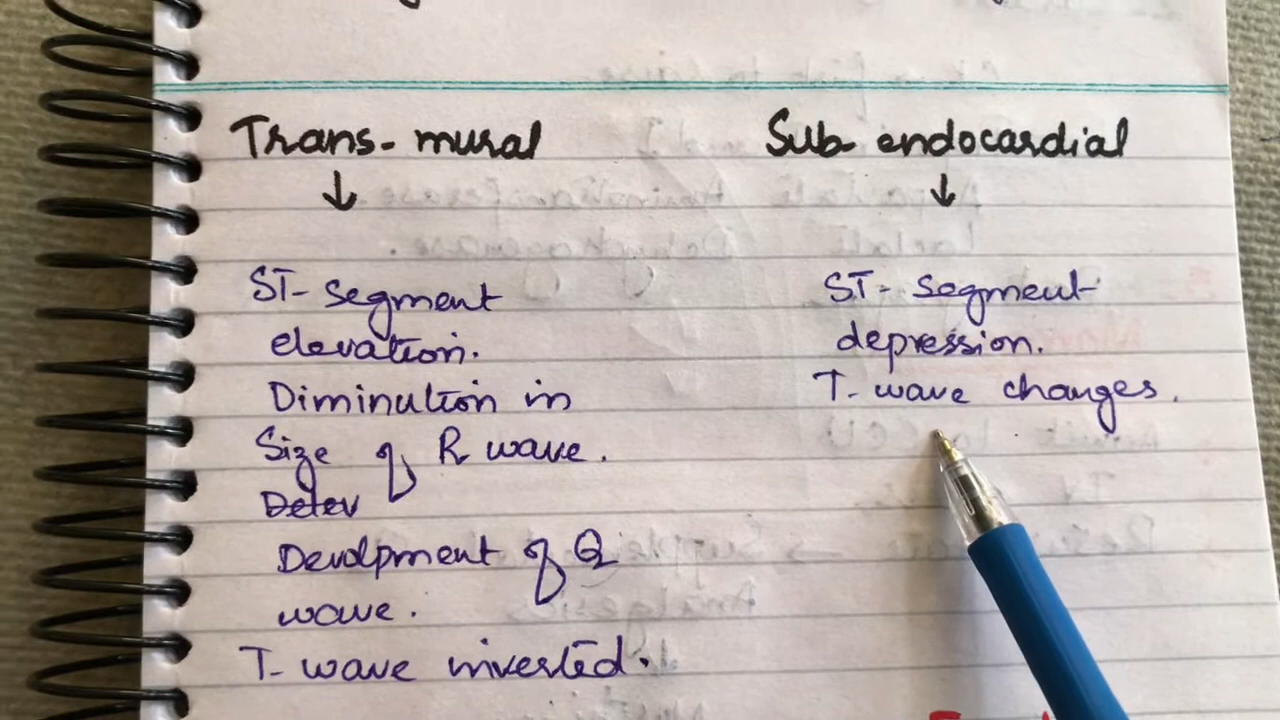 Trans-mural
↓
ST-segment
elevation.
Diminution in
Size of R wave.
Detev
Devolpment of Q
wave.
T-wave inverted.
Sub-endocardial
↓
ST-segment
depression.
T-wave changes.